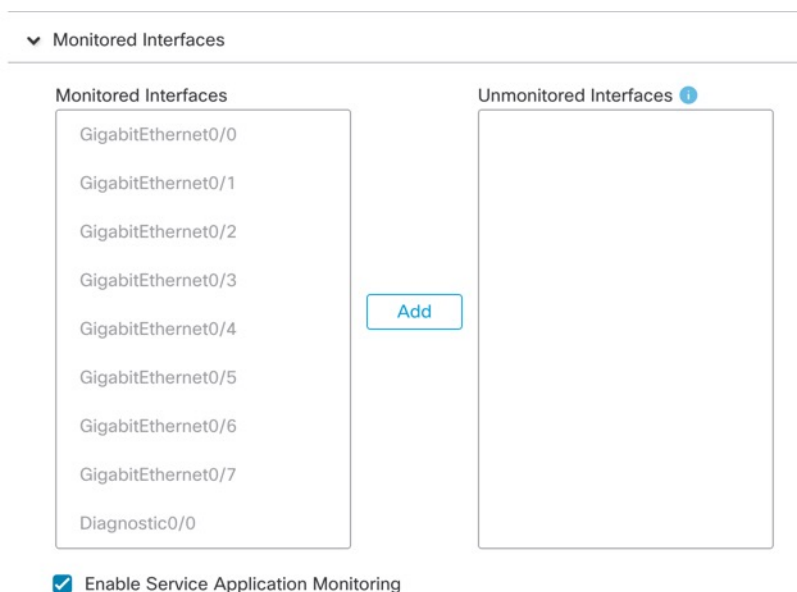 Monitored Interfaces
Monitored Interfaces
Unmonitored Interfaces
GigabitEthernet0/0
GigabitEthernet0/1
GigabitEthernet0/2
GigabitEthernet0/3
GigabitEthernet0/4
GigabitEthernet0/5
GigabitEthernet0/6
GigabitEthernet0/7
Diagnostic0/0
Add
Enable Service Application Monitoring